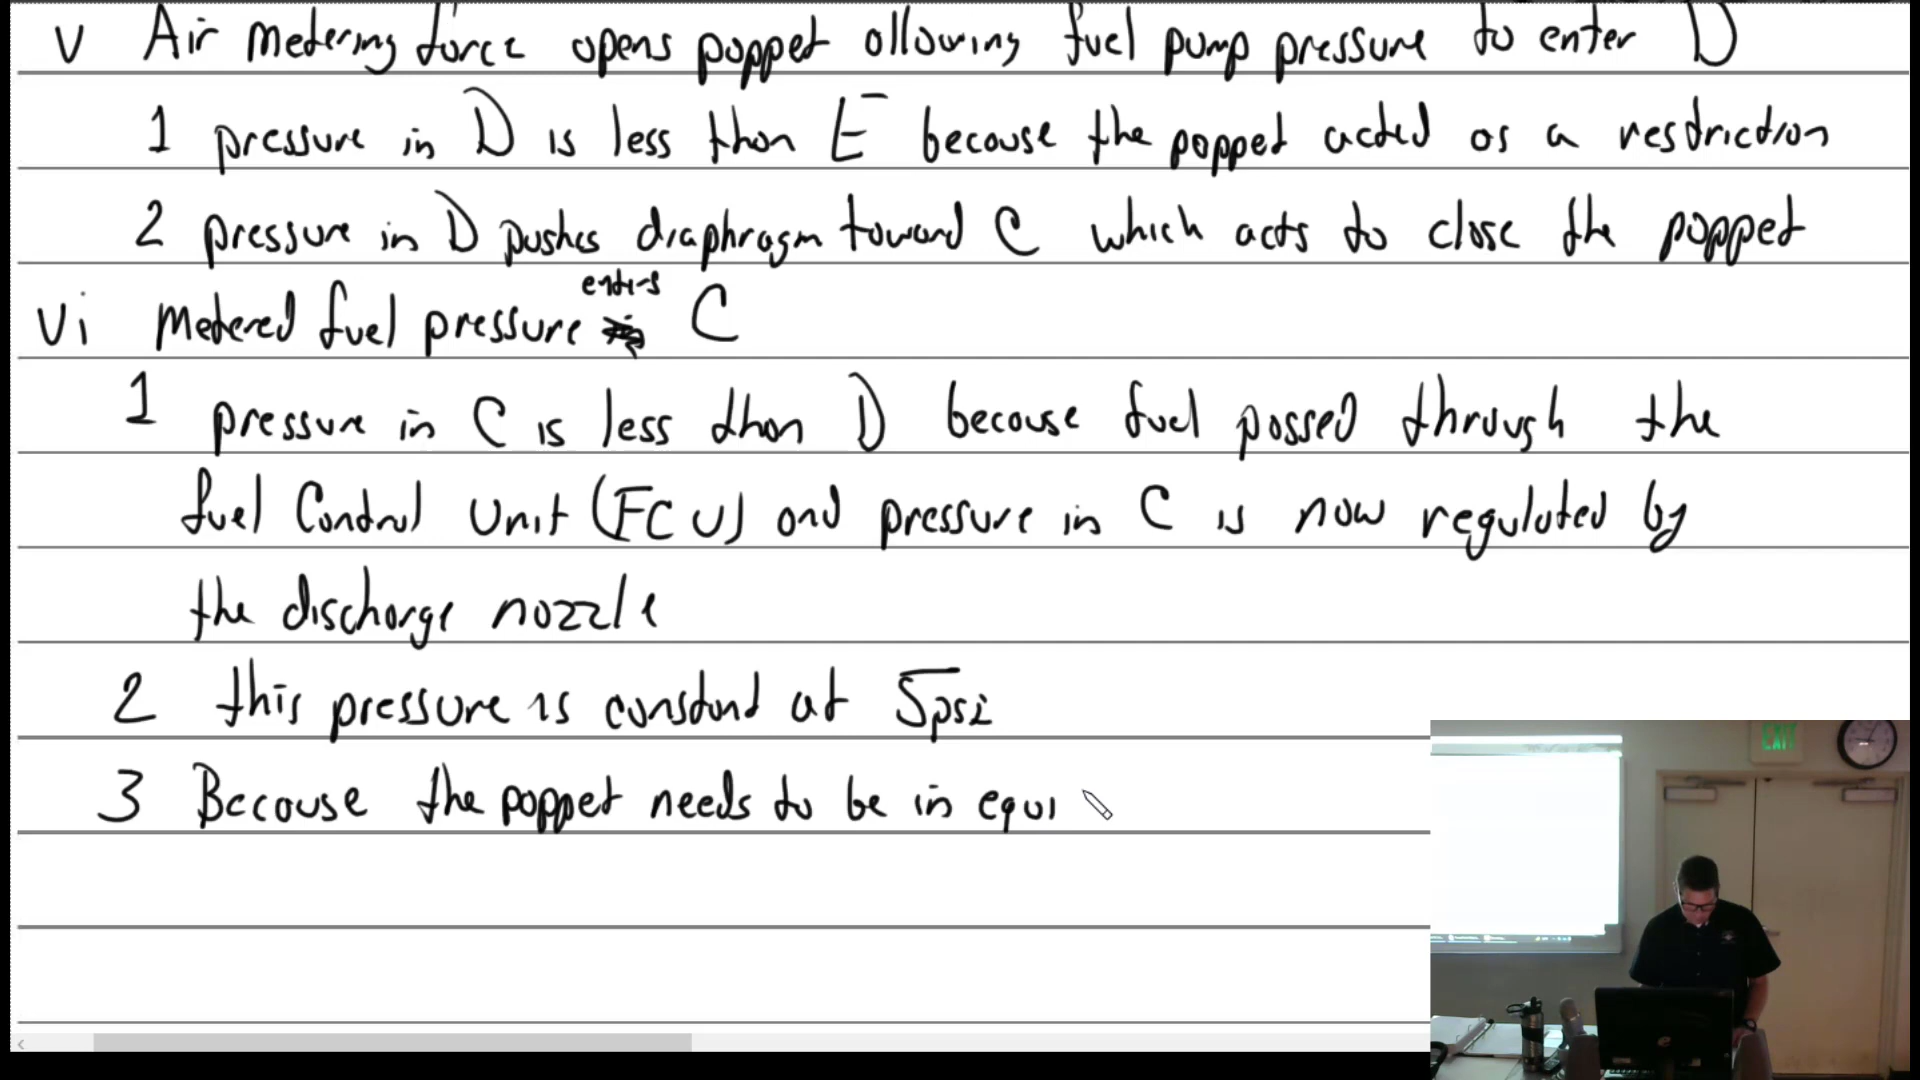 v Air metering force opens poppet allowing fuel pump pressure to enter D
1 pressure in D is less than E because the poppet acted as a restriction
2 pressure in D pushes diaphragm toward C which acts to close the poppet
enters
vi Metered fuel pressure C
1 pressure in C is less than D because fuel passed through the
fuel Control Unit (FCU) and pressure in C is now regulated by
the discharge nozzle
2 this pressure is constant at 5psi
3 Because the poppet needs to be in equi
EXIT